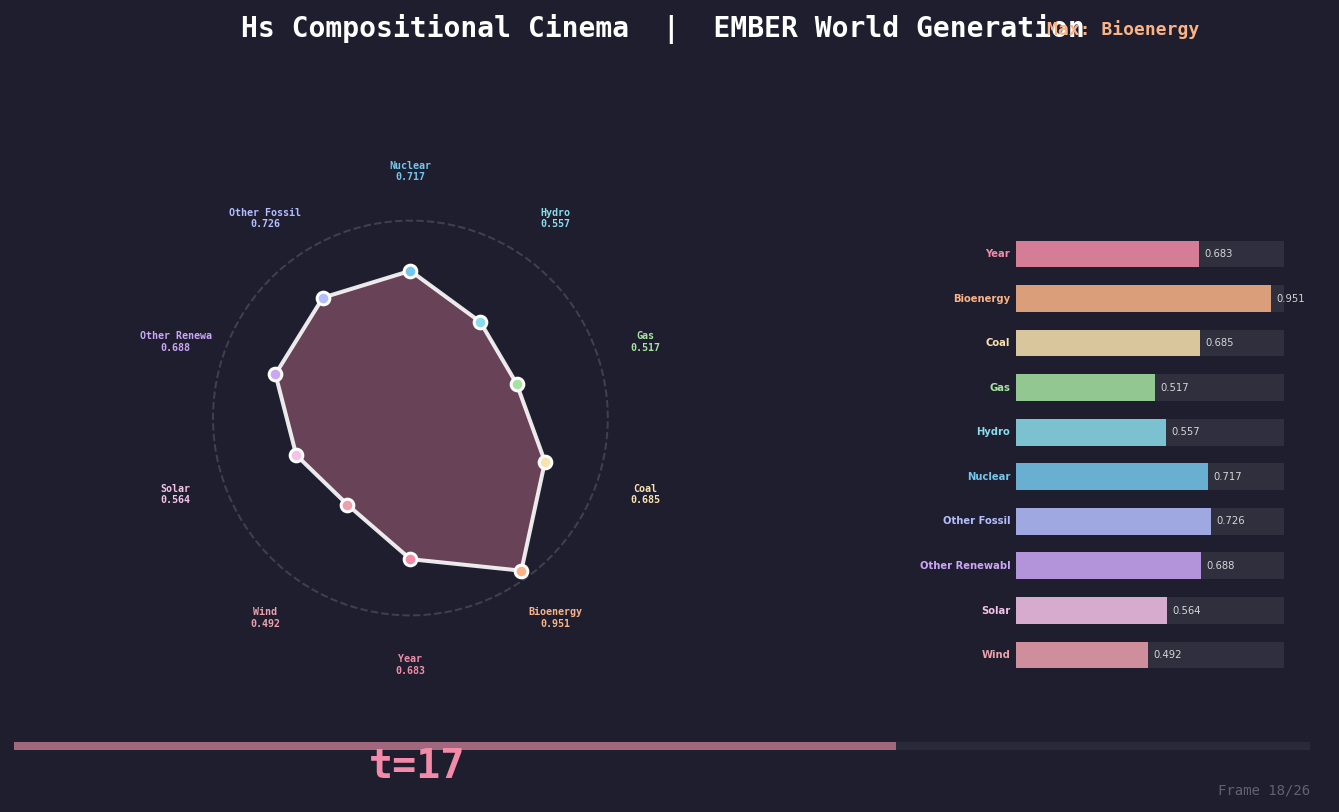 Hs Compositional Cinema | EMBER World Generation
Max: Bioenergy
Nuclear
0.717
Other Fossil
0.726
Hydro
0.557
Other Renewa
0.688
Gas
0.517
Solar
0.564
Coal
0.685
Wind
0.492
Bioenergy
0.951
Year
0.683
Year 0.683
Bioenergy 0.951
Coal 0.685
Gas 0.517
Hydro 0.557
Nuclear 0.717
Other Fossil 0.726
Other Renewabl 0.688
Solar 0.564
Wind 0.492
t=17
Frame 18/26